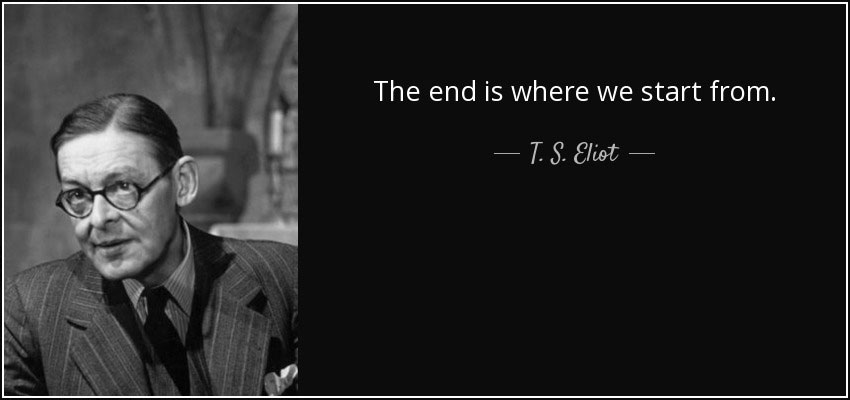 The end is where we start from.
— T. S. Eliot —